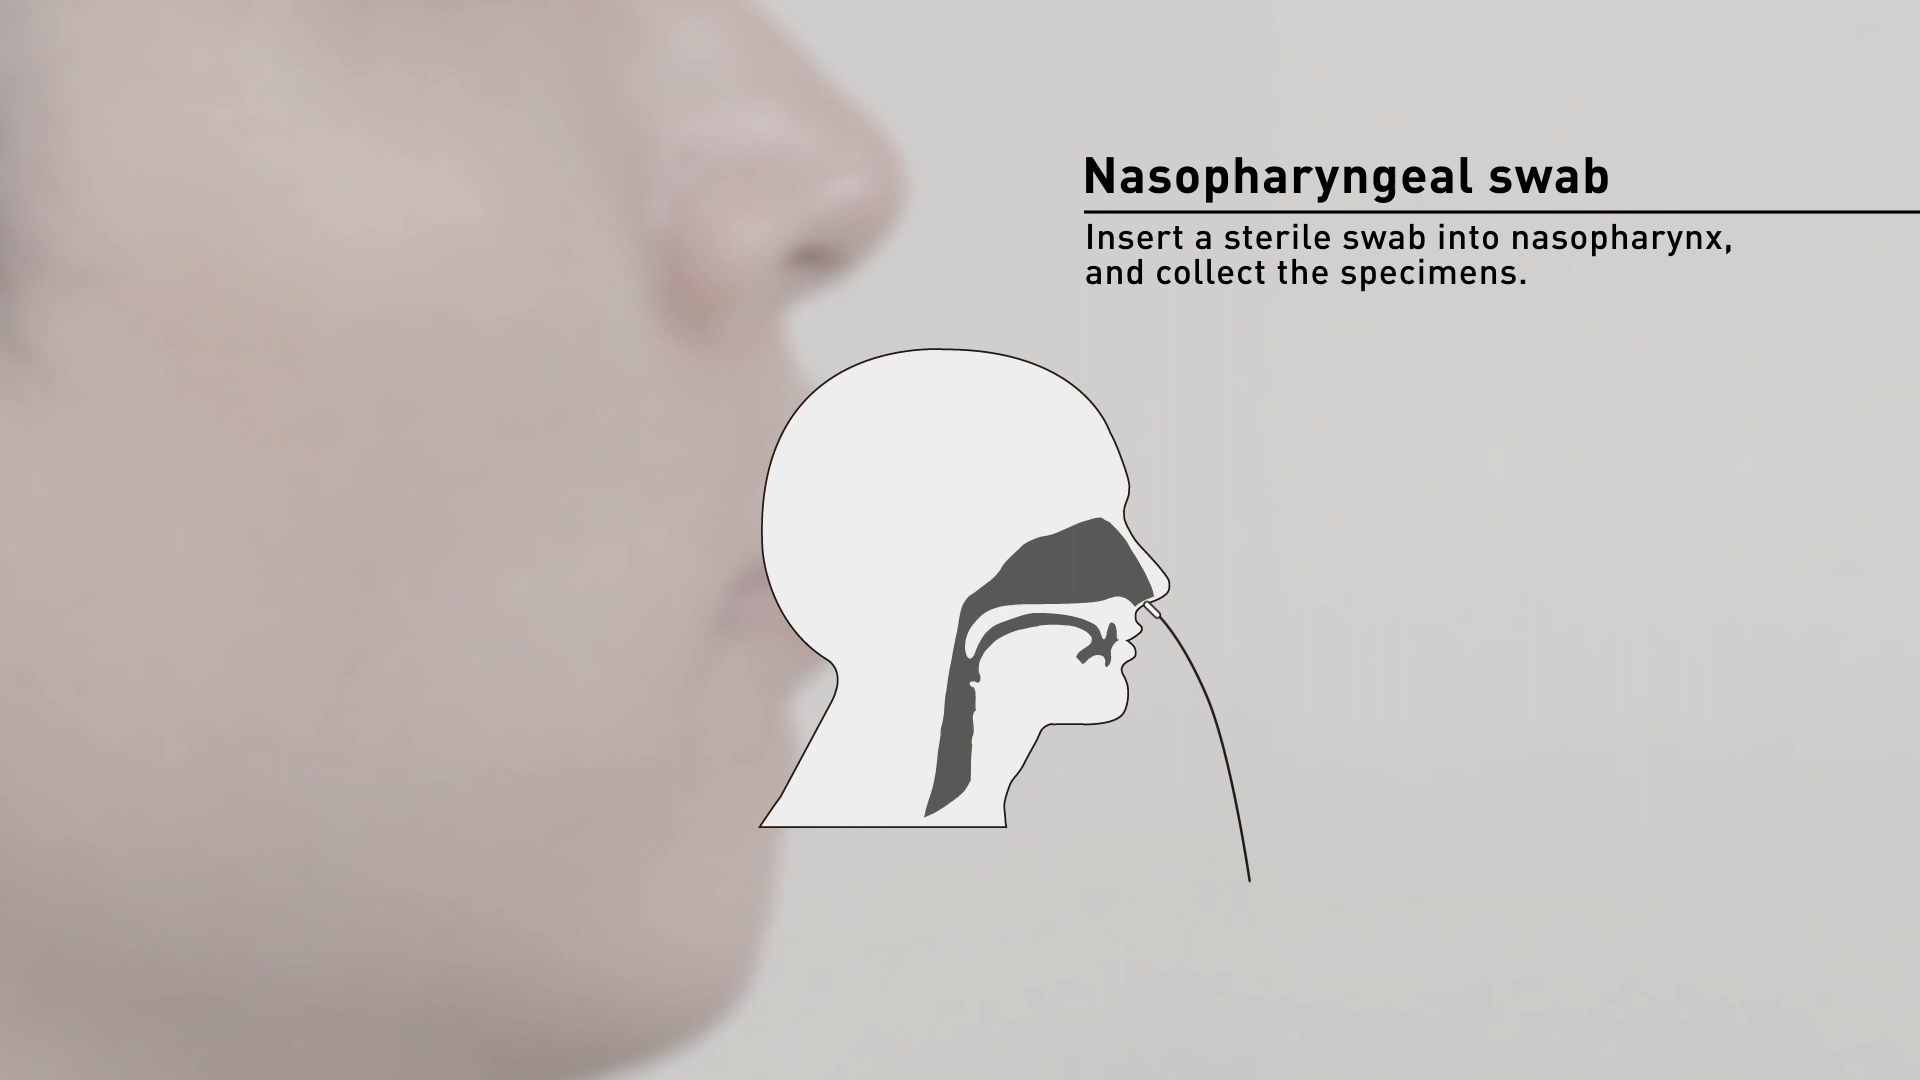 Nasopharyngeal swab
Insert a sterile swab into nasopharynx,
and collect the specimens.